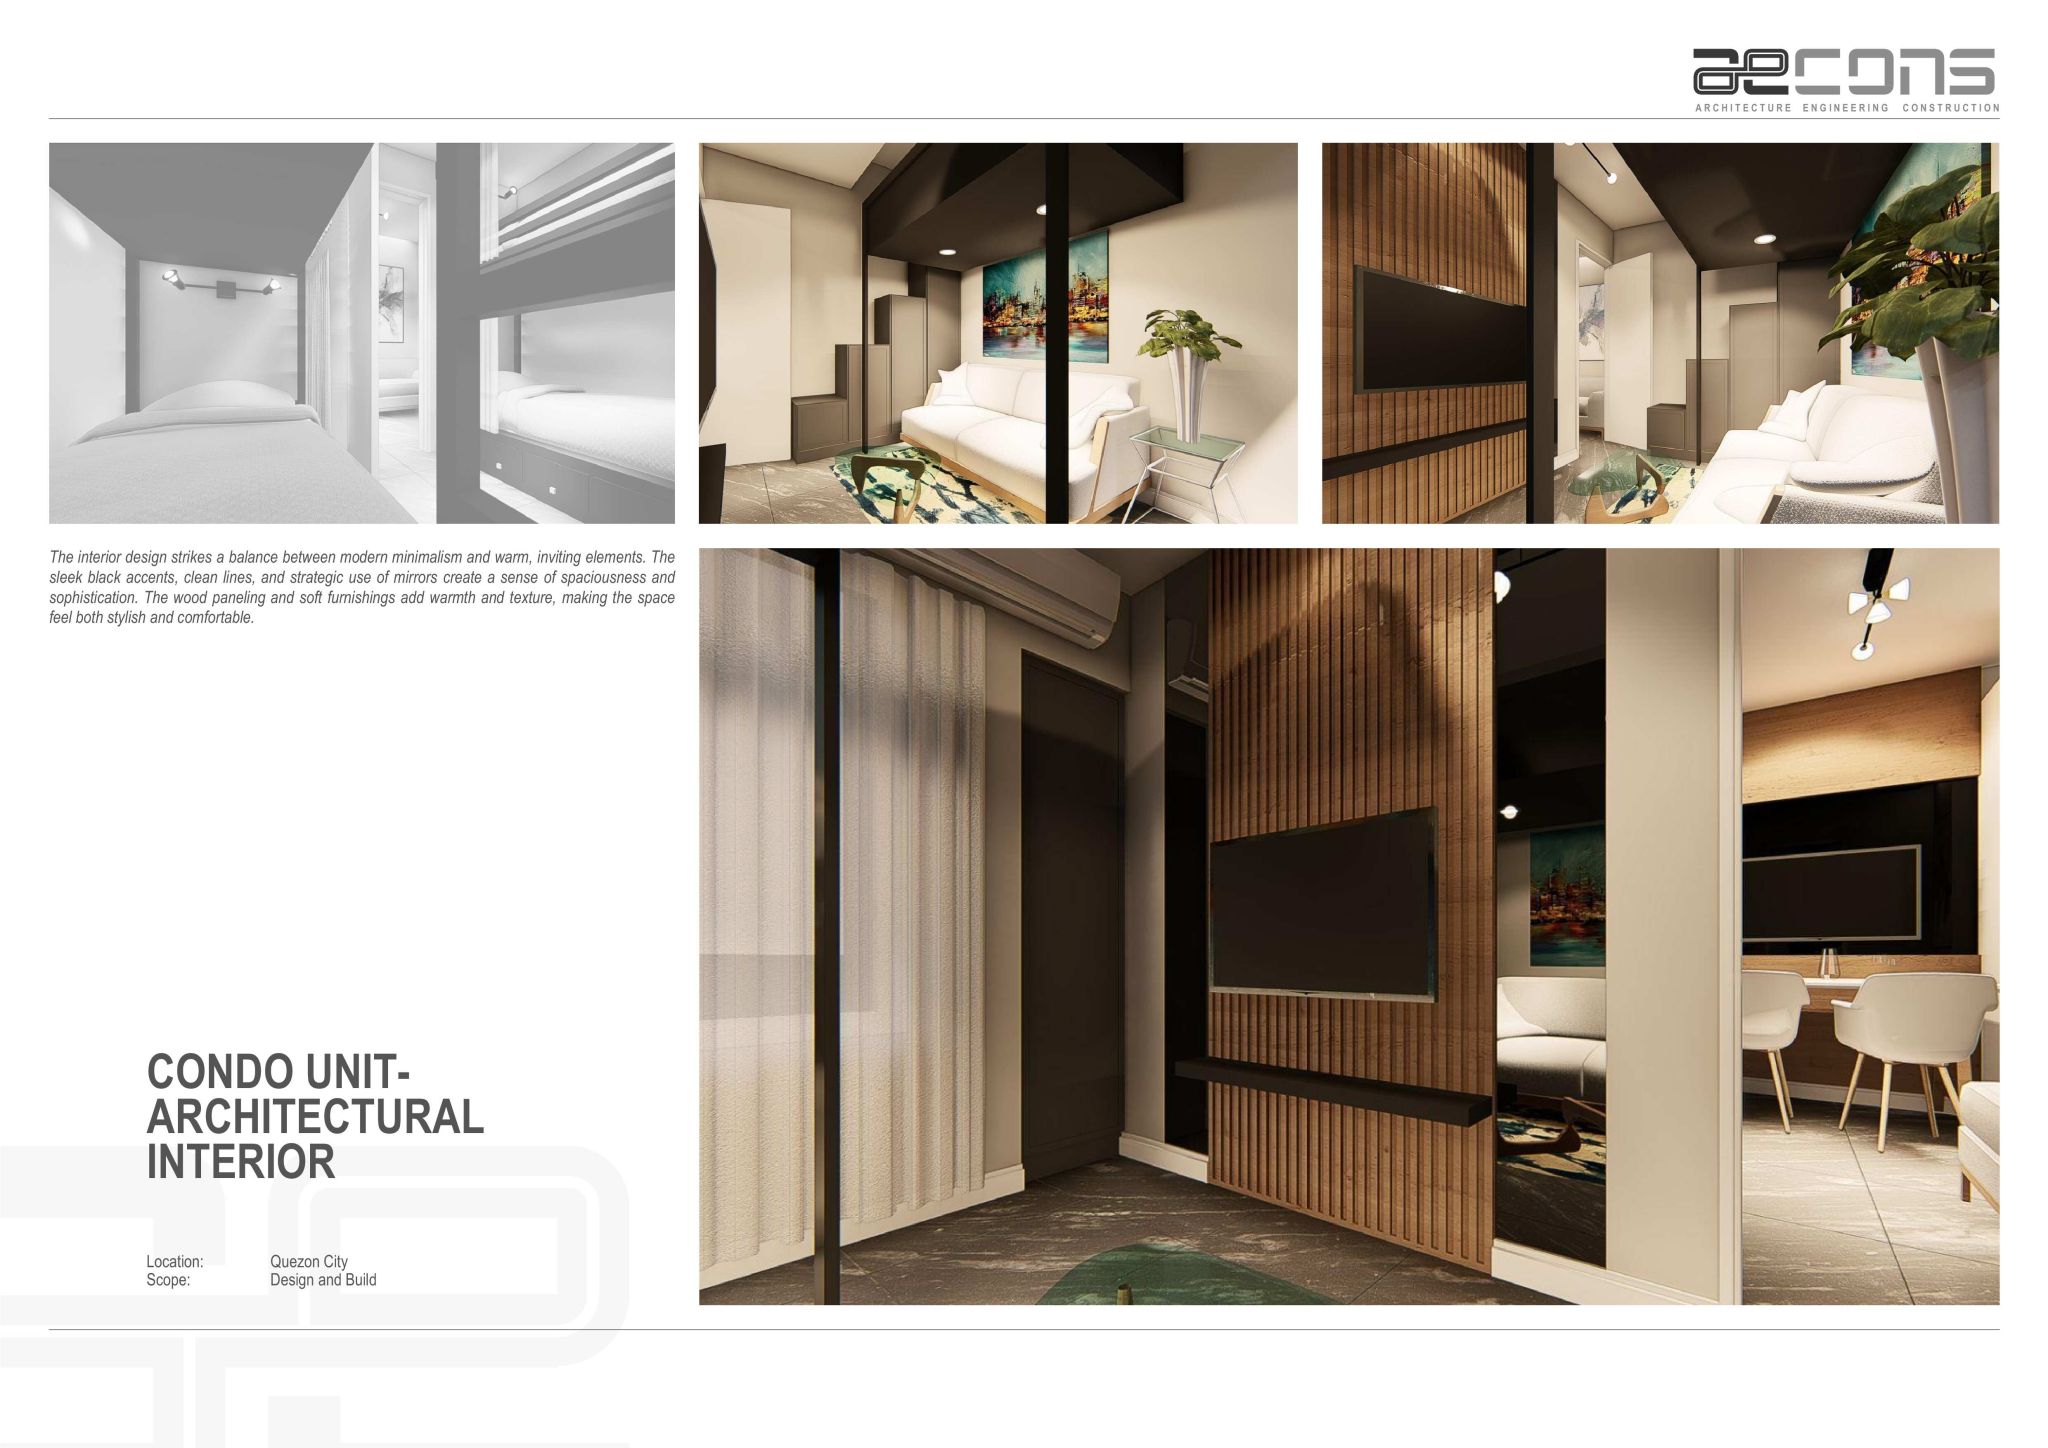 aecons
ARCHITECTURE ENGINEERING CONSTRUCTION
The interior design strikes a balance between modern minimalism and warm, inviting elements. The
sleek black accents, clean lines, and strategic use of mirrors create a sense of spaciousness and
sophistication. The wood paneling and soft furnishings add warmth and texture, making the space
feel both stylish and comfortable.
CONDO UNIT-
ARCHITECTURAL
INTERIOR
Location: Quezon City
Scope: Design and Build